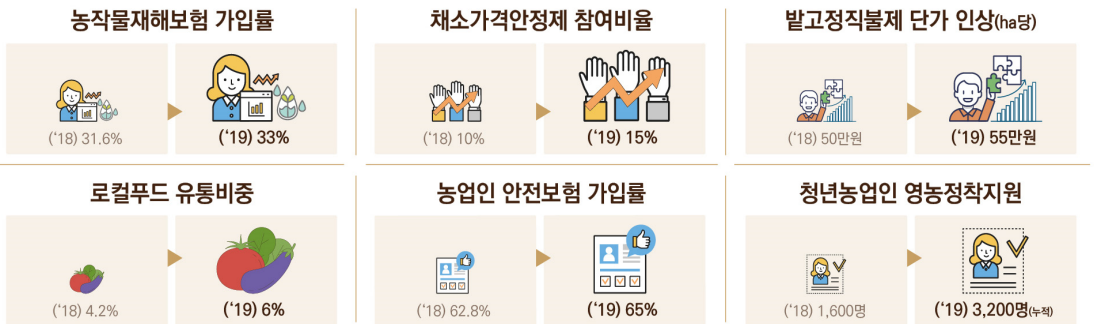 농작물재해보험 가입률
채소가격안정제 참여비율
밭고정직불제 단가 인상(ha당)
(‘18) 31.6%
(‘19) 33%
(‘18) 10%
(‘19) 15%
(‘18) 50만원
(‘19) 55만원
로컬푸드 유통비중
농업인 안전보험 가입률
청년농업인 영농정착지원
(‘18) 4.2%
(‘19) 6%
(‘18) 62.8%
(‘19) 65%
(‘18) 1,600명
(‘19) 3,200명(누적)